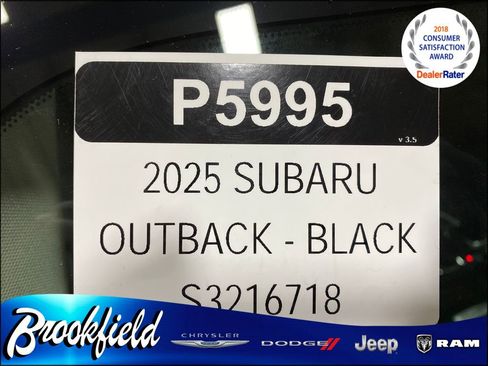 2018
CONSUMER
SATISFACTION
AWARD
DealerRater
P5995
v 3.5
2025 SUBARU
OUTBACK - BLACK
S3216718
Brookfield
CHRYSLER
DODGE
Jeep
RAM